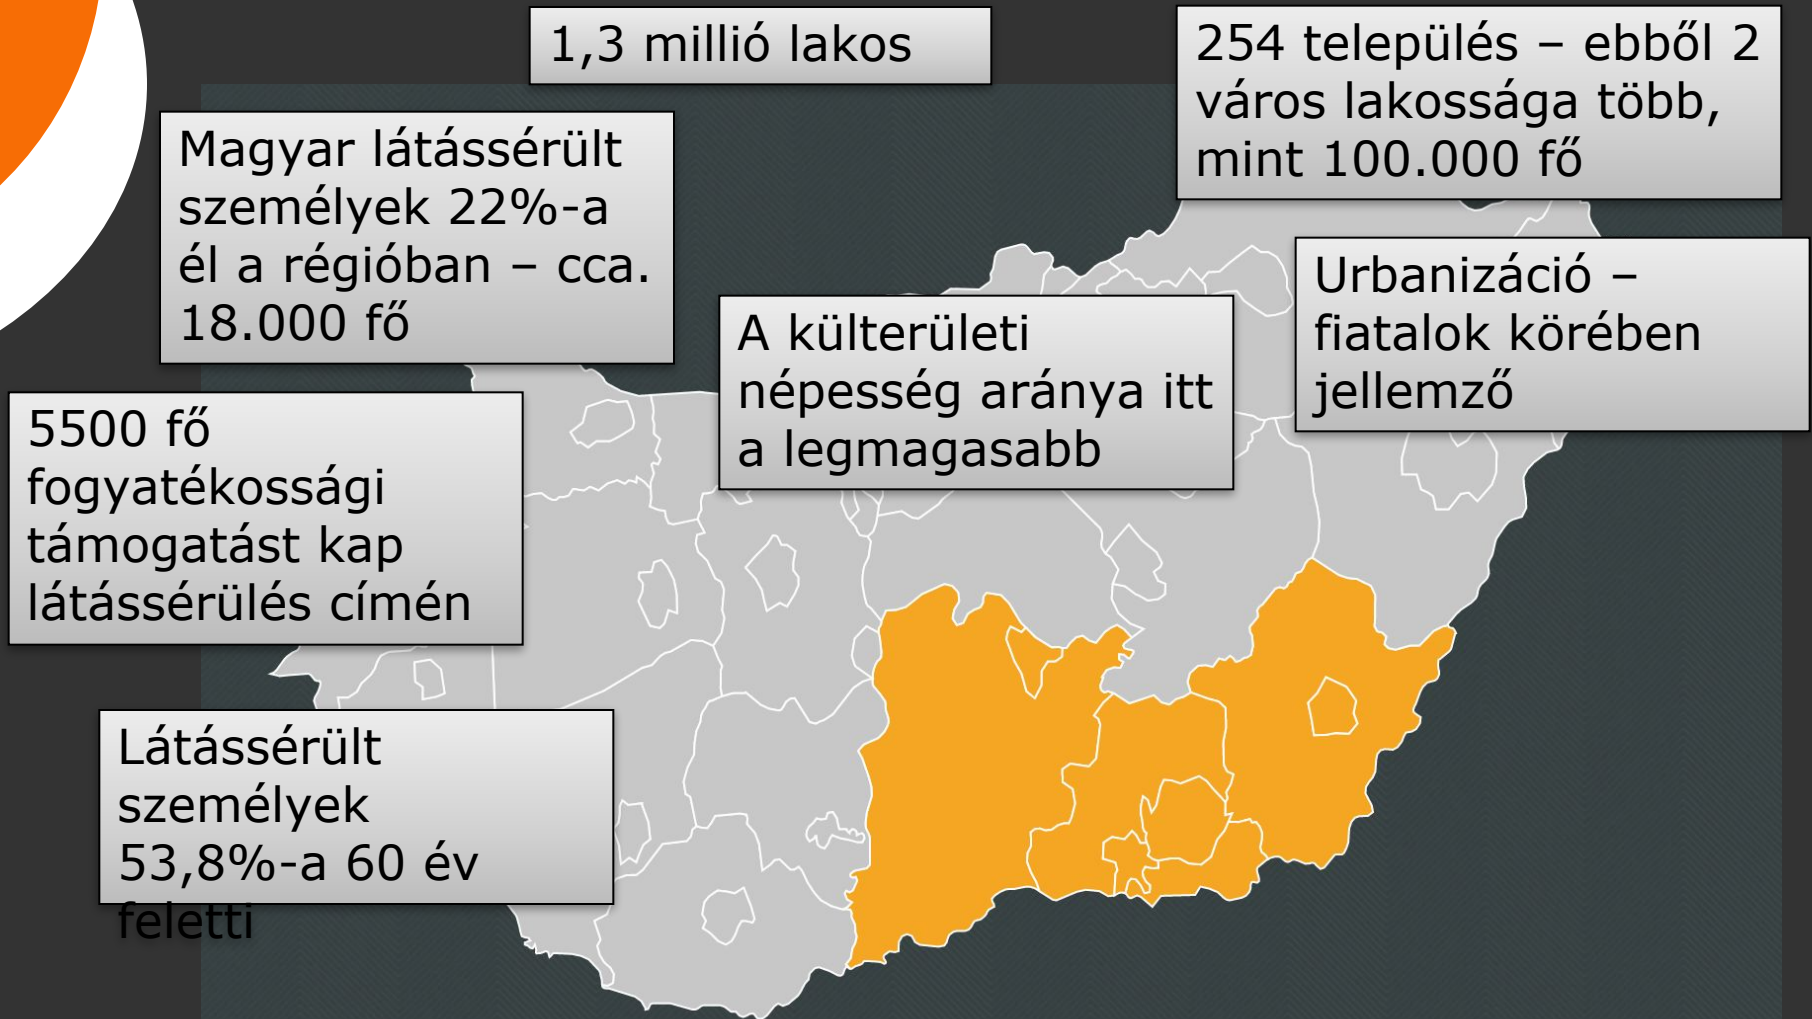 1,3 millió lakos
254 település – ebből 2
város lakossága több,
mint 100.000 fő
Magyar látássérült
személyek 22%-a
él a régióban – cca.
18.000 fő
Urbanizáció –
fiatalok körében
jellemző
A külterületi
népesség aránya itt
a legmagasabb
5500 fő
fogyatékossági
támogatást kap
látássérülés címén
Látássérült
személyek
53,8%-a 60 év
feletti